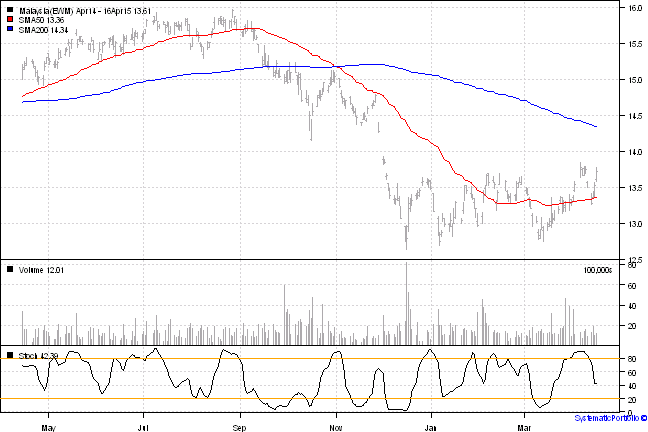 Malaysia(EWM) Apr14 - 16Apr15 13.61
SMA50 13.36
SMA200 14.34
16.0
15.5
15.0
14.5
14.0
13.5
13.0
12.5
Volume 12.01
100,000s
80
60
40
20
Stoch 42.39
80
60
40
20
0
May Jul Sep Nov Jan Mar
SystematicPortfolio ©